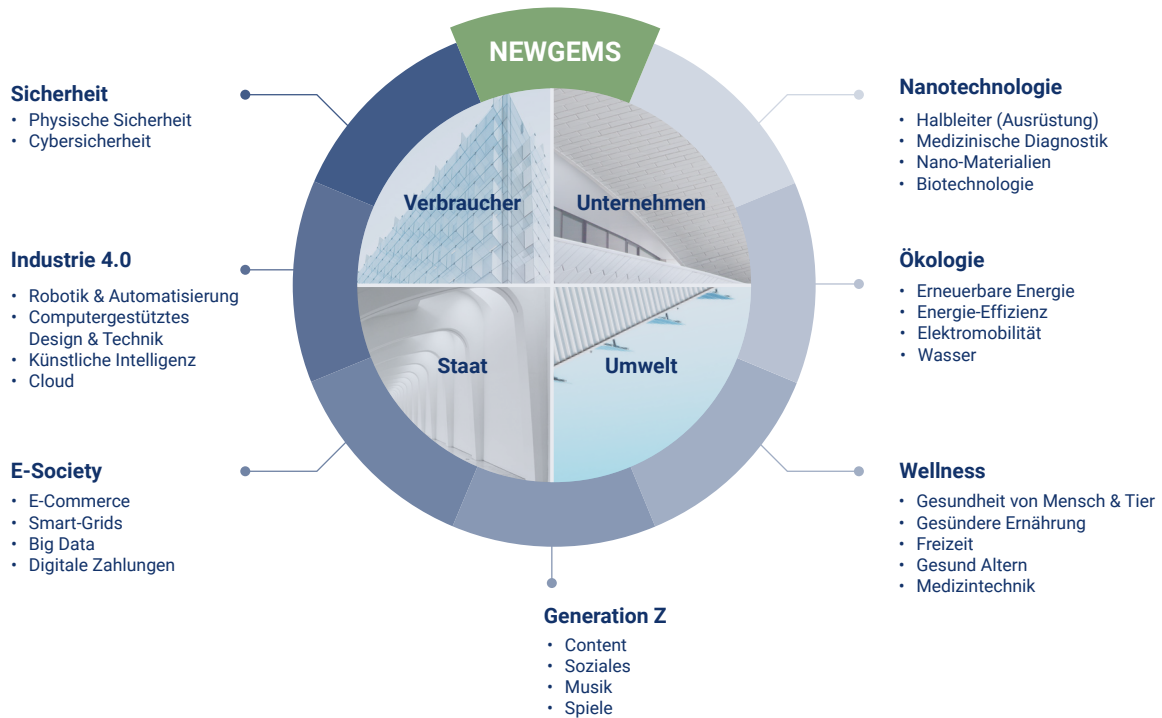 NEWGEMS
Verbraucher
Unternehmen
Staat
Umwelt
Sicherheit
• Physische Sicherheit
• Cybersicherheit
Industrie 4.0
• Robotik & Automatisierung
• Computergestütztes
Design & Technik
• Künstliche Intelligenz
• Cloud
E-Society
• E-Commerce
• Smart-Grids
• Big Data
• Digitale Zahlungen
Generation Z
• Content
• Soziales
• Musik
• Spiele
Nanotechnologie
• Halbleiter (Ausrüstung)
• Medizinische Diagnostik
• Nano-Materialien
• Biotechnologie
Ökologie
• Erneuerbare Energie
• Energie-Effizienz
• Elektromobilität
• Wasser
Wellness
• Gesundheit von Mensch & Tier
• Gesündere Ernährung
• Freizeit
• Gesund Altern
• Medizintechnik